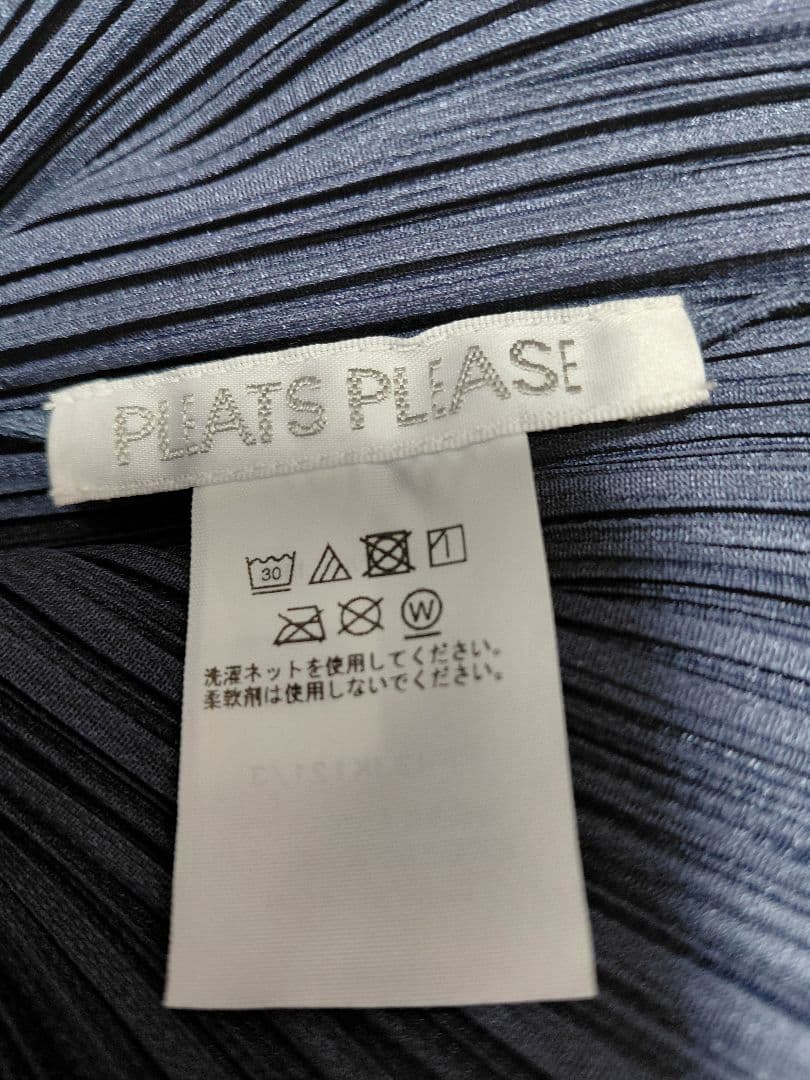 PLEATS PLEASE
30
W
洗濯ネットを使用してください。
柔軟剤は使用しないでください。